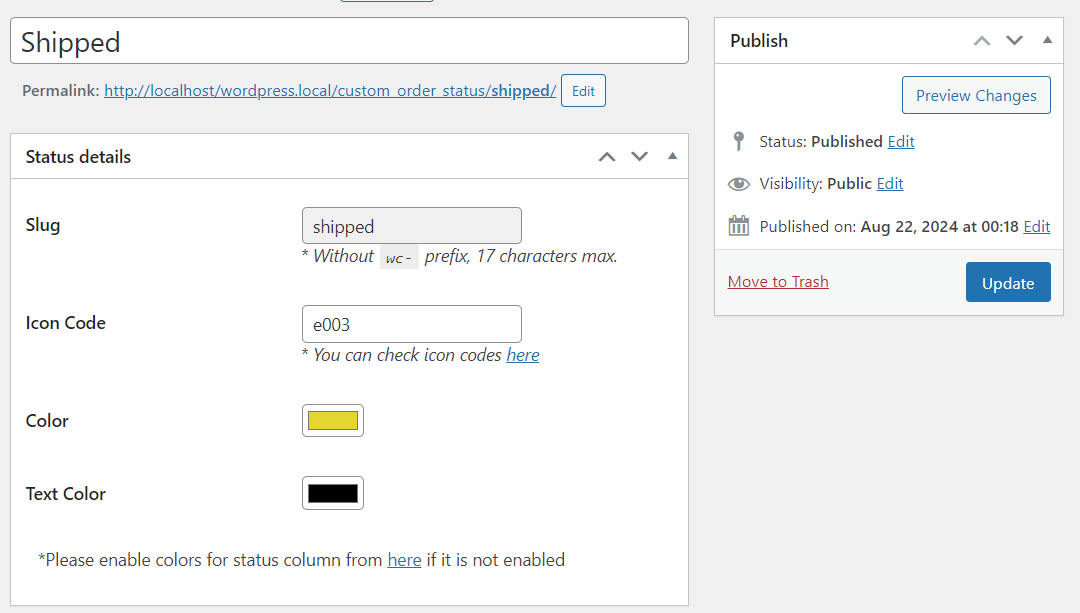 Shipped
Permalink: http://localhost/wordpress.local/custom_order_status/shipped/ Edit
Status details
Slug
shipped
* Without wc- prefix, 17 characters max.
Icon Code
e003
* You can check icon codes here
Color
Text Color
*Please enable colors for status column from here if it is not enabled
Publish
Preview Changes
Status: Published Edit
Visibility: Public Edit
Published on: Aug 22, 2024 at 00:18 Edit
Move to Trash
Update